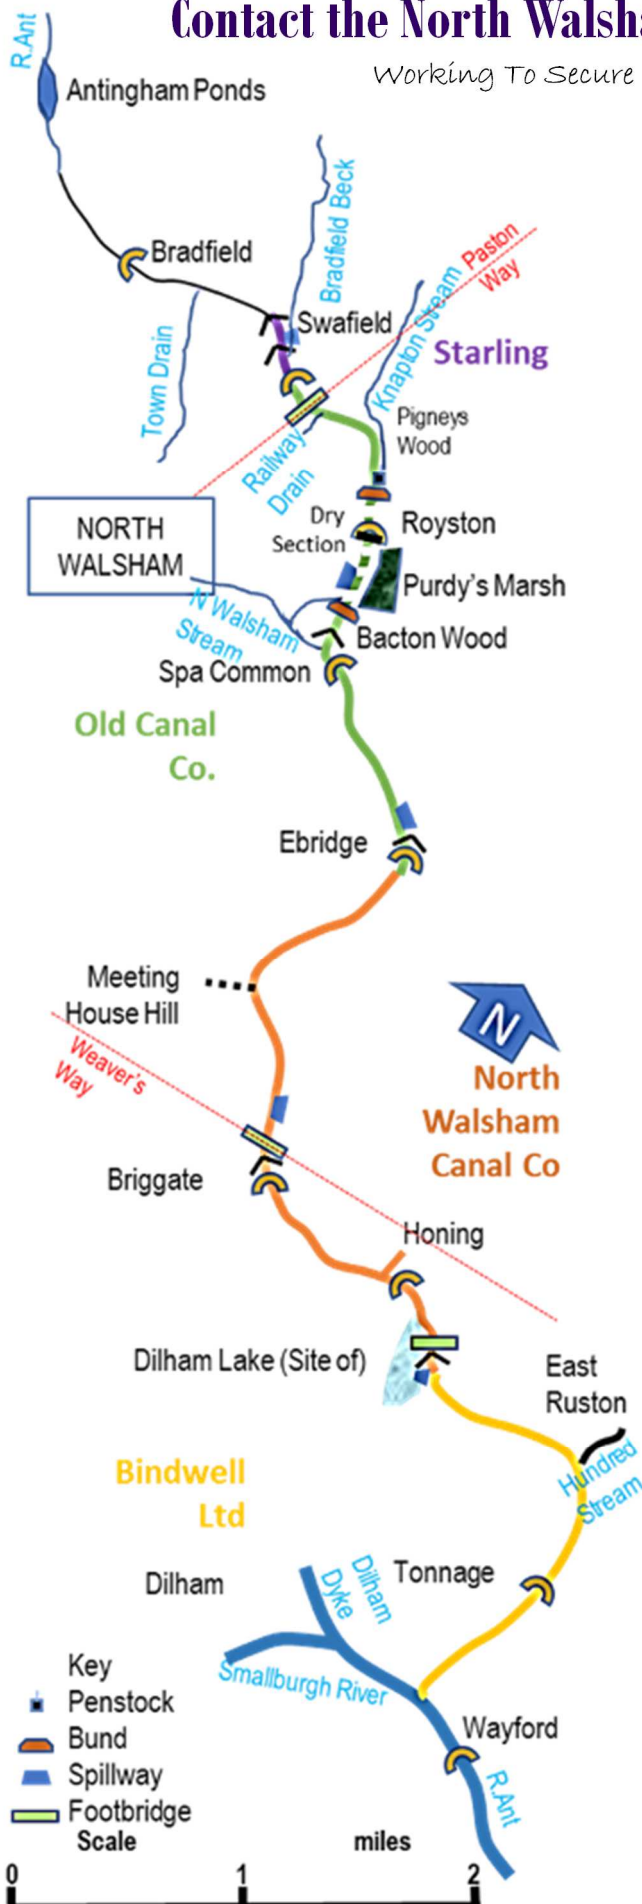 Contact the North Walsha
Working To Secure
R.Ant
Antingham Ponds
Bradfield Beck
Bradfield
Paston
Way
Swafield
Knapton Stream
Starling
Town Drain
Pigneys
Wood
Railway
Drain
NORTH
WALSHAM
Dry
Section
Royston
Purdy's Marsh
N Walsham
Stream
Bacton Wood
Spa Common
Old Canal
Co.
Ebridge
Meeting
House Hill
N
Weaver's
Way
North
Walsham
Canal Co
Briggate
Honing
Dilham Lake (Site of)
East
Ruston
Hundred
Stream
Bindwell
Ltd
Tonnage
Dilham
Dilham
Dyke
Smallburgh River
Wayford
R.Ant
Key
Penstock
Bund
Spillway
Footbridge
Scale miles
0 1 2